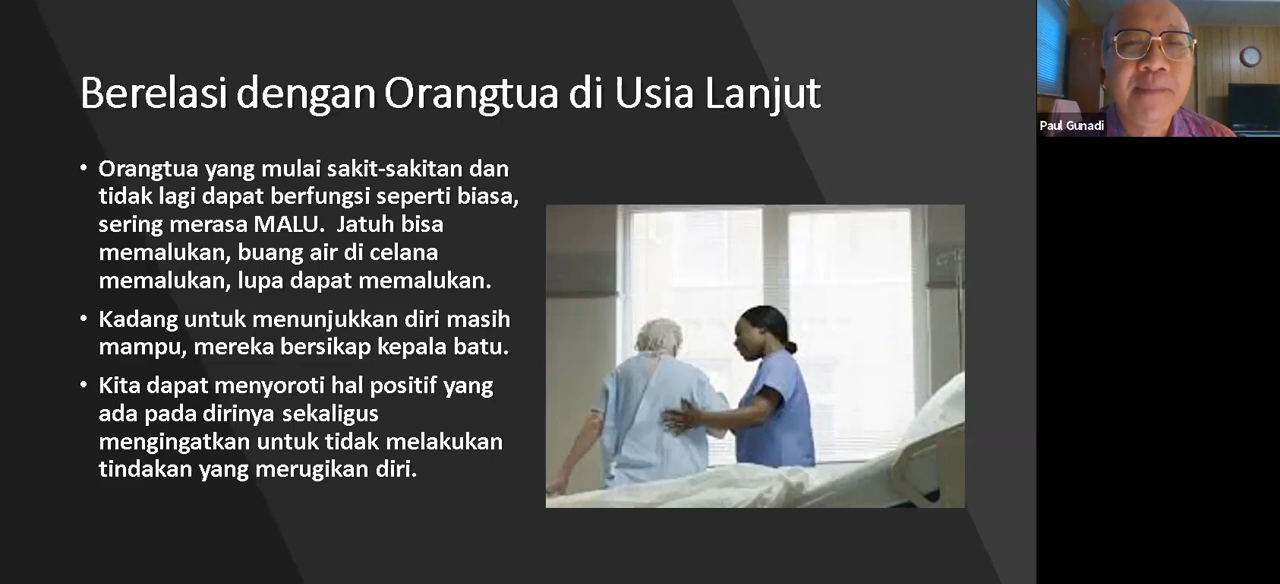 Berelasi dengan Orangtua di Usia Lanjut
• Orangtua yang mulai sakit-sakitan dan
tidak lagi dapat berfungsi seperti biasa,
sering merasa MALU.  Jatuh bisa
memalukan, buang air di celana
memalukan, lupa dapat memalukan.
• Kadang untuk menunjukkan diri masih
mampu, mereka bersikap kepala batu.
• Kita dapat menyoroti hal positif yang
ada pada dirinya sekaligus
mengingatkan untuk tidak melakukan
tindakan yang merugikan diri.
Paul Gunadi